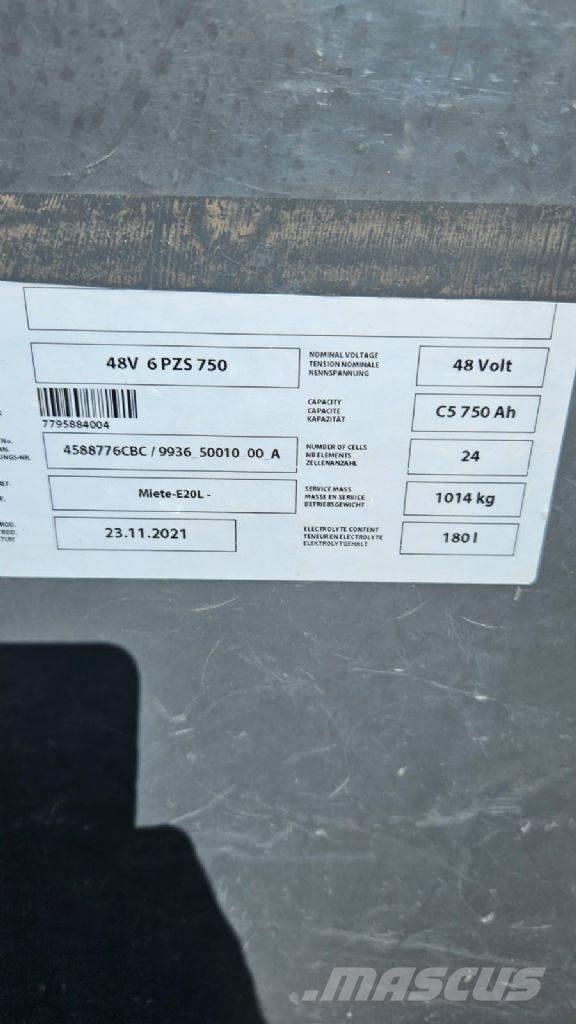 48V 6 PZS 750
NOMINAL VOLTAGE
TENSION NOMINALE
NENNSPANNUNG
48 Volt
7795884004
CAPACITY
CAPACITE
KAPAZITÄT
C5 750 Ah
No.
4588776CBC / 9936_50010_00_A
NUMBER OF CELLS
NB ELEMENTS
ZELLENANZAHL
24
Miete-E20L -
SERVICE MASS
MASSE EN SERVICE
BETRIEBSGEWICHT
1014 kg
23.11.2021
ELECTROLYTE CONTENT
TENEUR EN ELECTROLYTE
ELEKTROLYTGEHALT
180 l
MASCUS